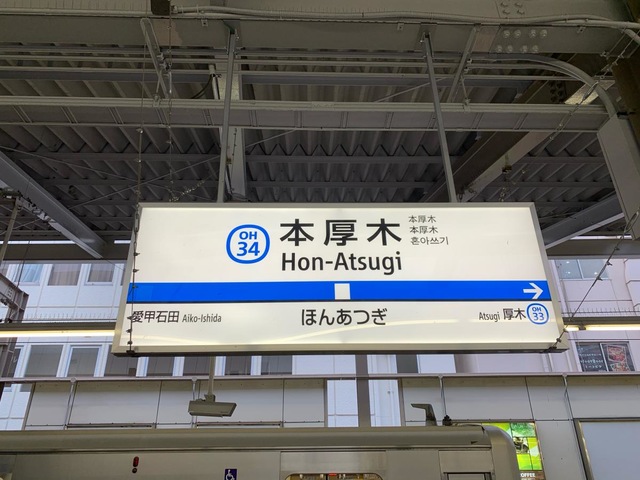 OH
34
本厚木
本厚木
本厚木
혼아쓰기
Hon-Atsugi
愛甲石田 Aiko-Ishida
ほんあつぎ
Atsugi 厚木
OH
33
COFFEE